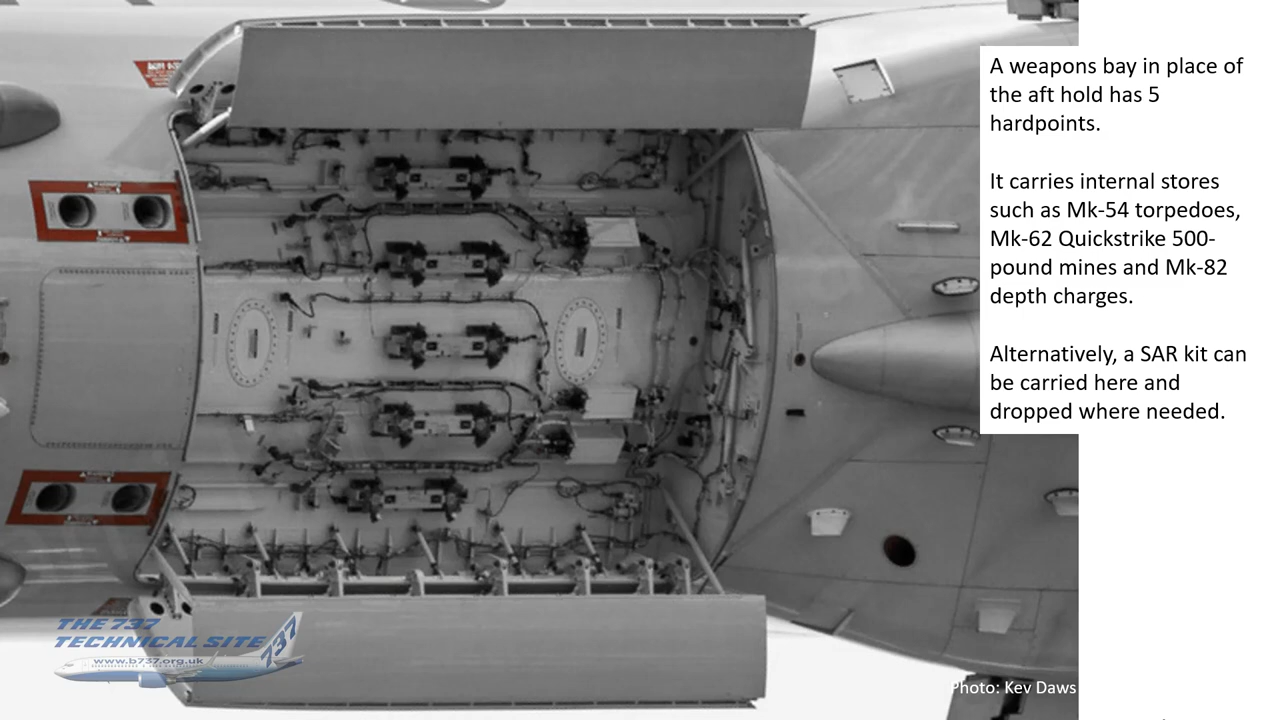 A weapons bay in place of
the aft hold has 5
hardpoints.
It carries internal stores
such as Mk-54 torpedoes,
Mk-62 Quickstrike 500-
pound mines and Mk-82
depth charges.
Alternatively, a SAR kit can
be carried here and
dropped where needed.
THE 737
TECHNICAL SITE
737
www.b737.org.uk
Photo: Kev Daws